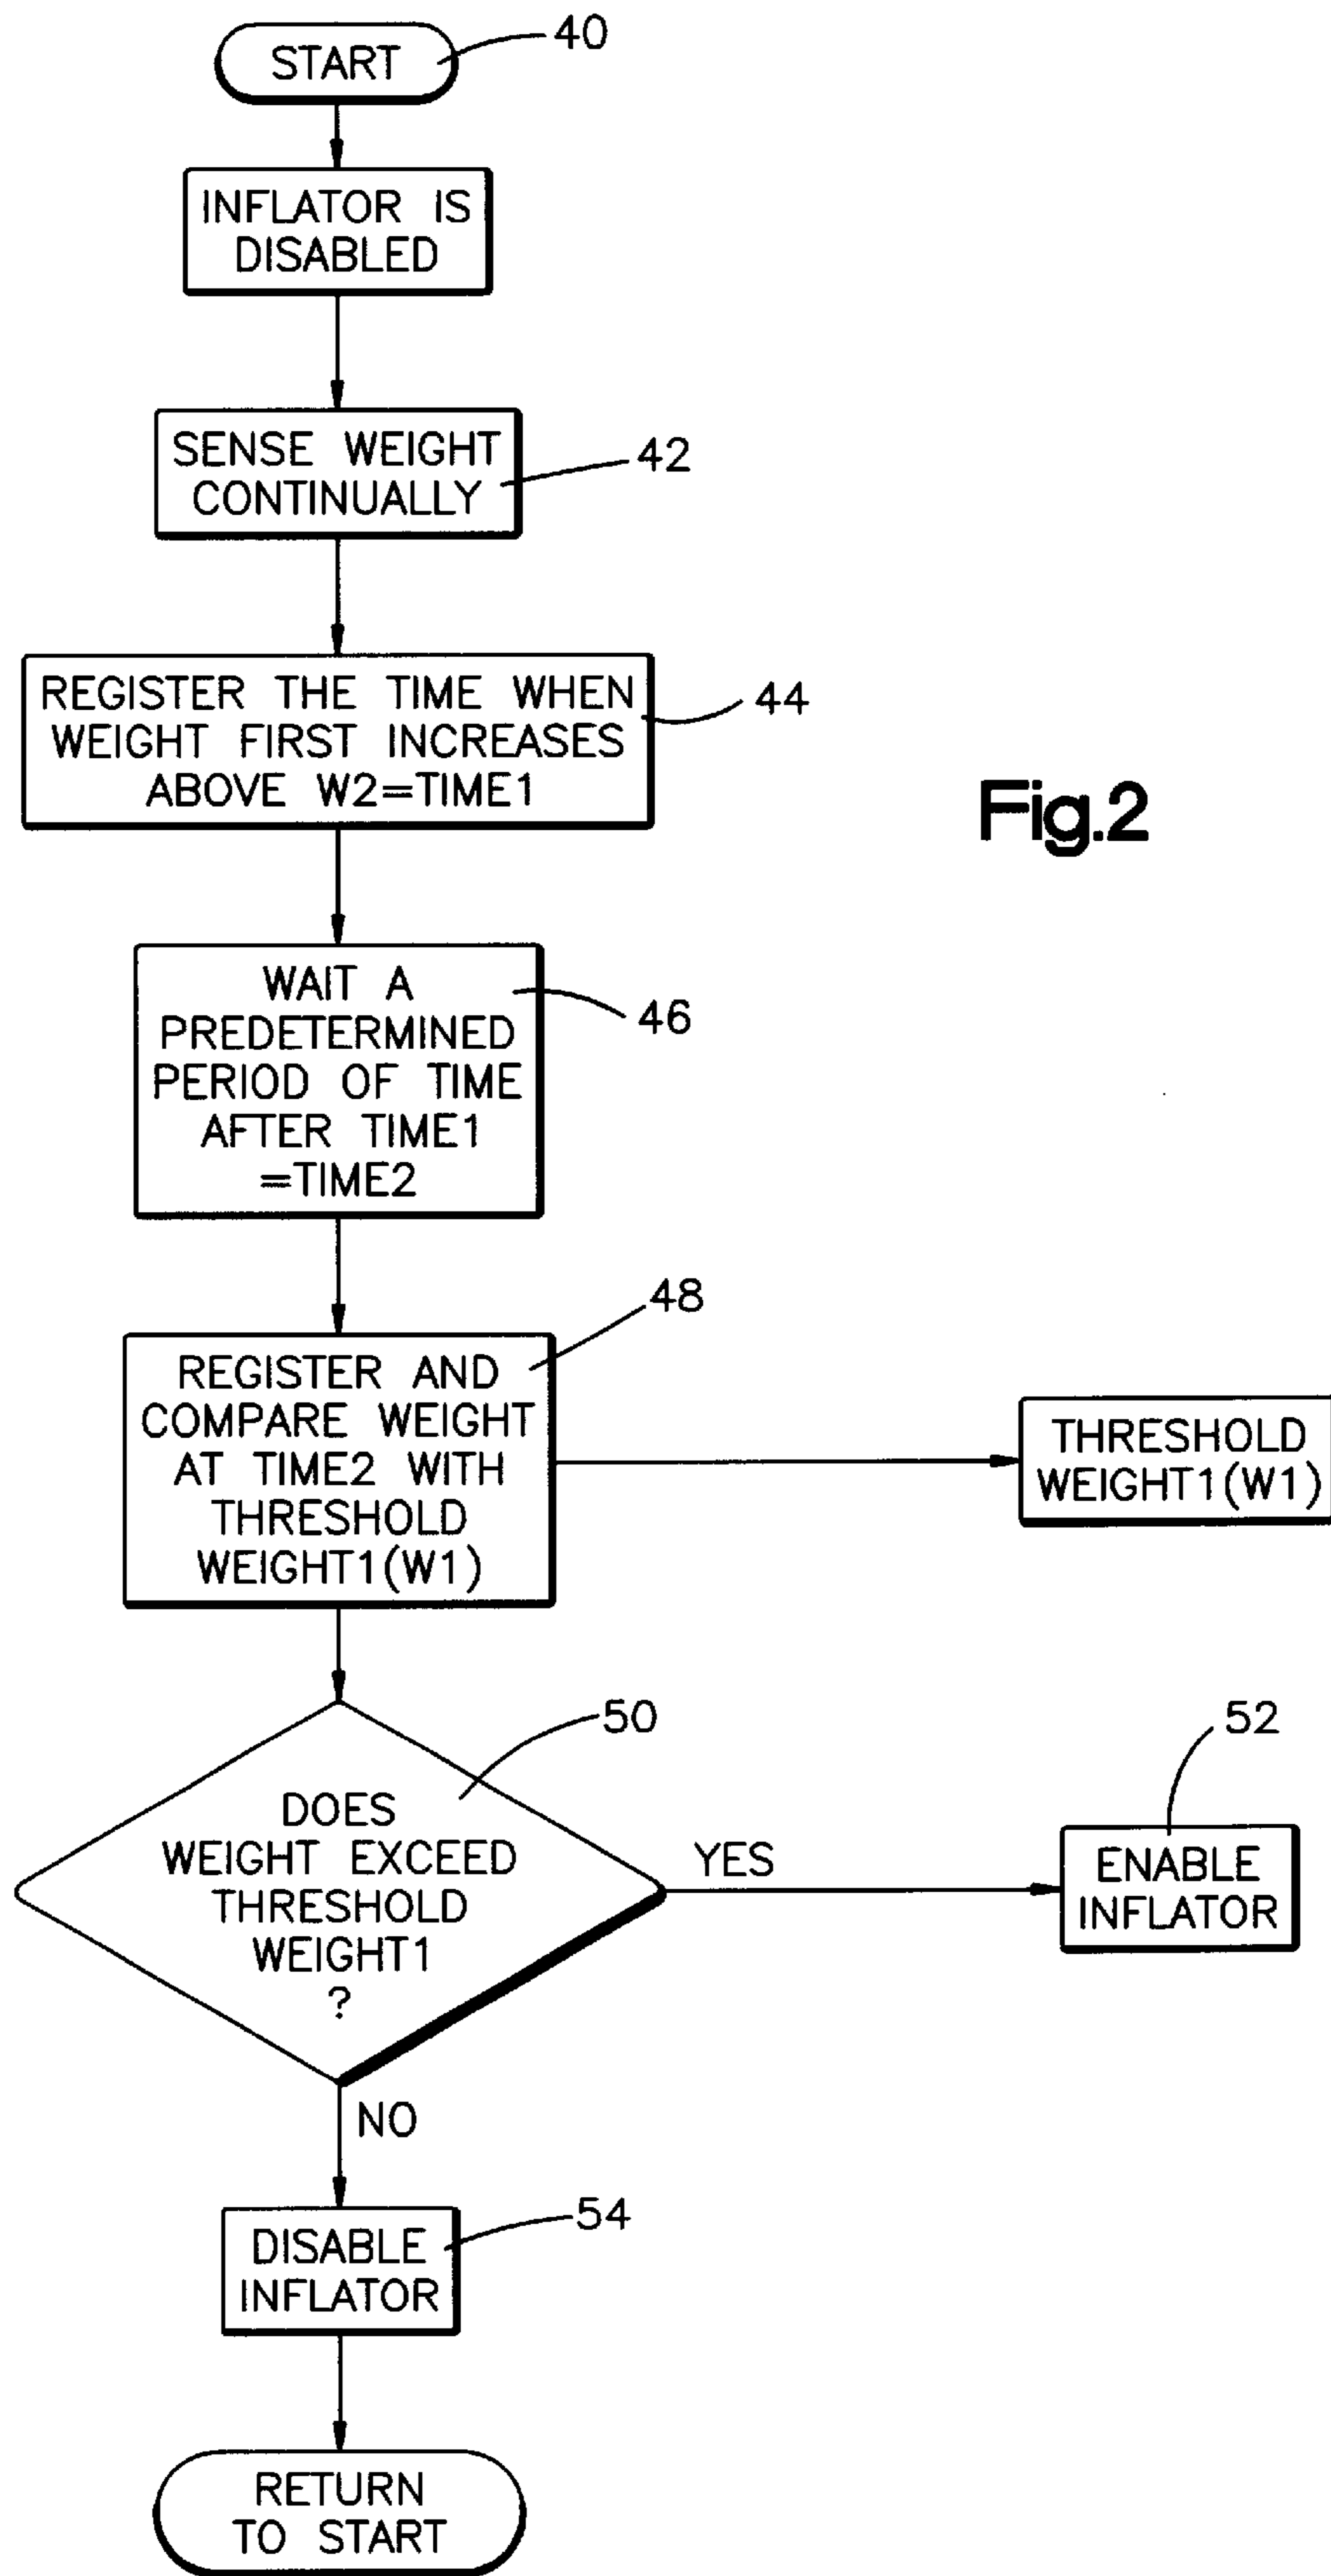 START
40
INFLATOR IS
DISABLED
SENSE WEIGHT
CONTINUALLY
42
REGISTER THE TIME WHEN
WEIGHT FIRST INCREASES
ABOVE W2=TIME1
44
Fig.2
WAIT A
PREDETERMINED
PERIOD OF TIME
AFTER TIME1
=TIME2
46
REGISTER AND
COMPARE WEIGHT
AT TIME2 WITH
THRESHOLD
WEIGHT1(W1)
48
THRESHOLD
WEIGHT1(W1)
DOES
WEIGHT EXCEED
THRESHOLD
WEIGHT1
?
50
YES
ENABLE
INFLATOR
52
NO
DISABLE
INFLATOR
54
RETURN
TO START